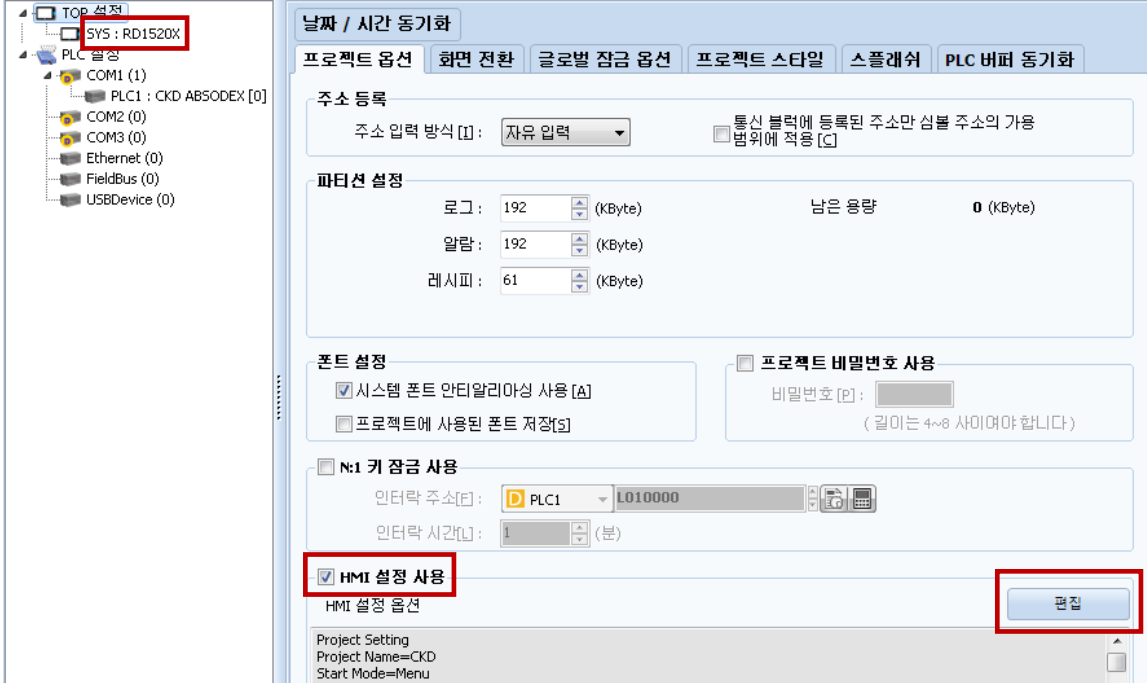 TOP 설정
SYS : RD1520X
PLC 설정
COM1 (1)
PLC1 : CKD ABSODEX [0]
COM2 (0)
COM3 (0)
Ethernet (0)
FieldBus (0)
USBDevice (0)
날짜 / 시간 동기화
프로젝트 옵션 화면 전환 글로벌 잠금 옵션 프로젝트 스타일 스플래쉬 PLC 버퍼 동기화
주소 등록
주소 입력 방식[I] : 자유 입력
통신 블럭에 등록된 주소만 심볼 주소의 가용
범위에 적용[C]
파티션 설정
로그 : 192 (KByte) 남은 용량 0 (KByte)
알람 : 192 (KByte)
레시피 : 61 (KByte)
폰트 설정
시스템 폰트 안티알리아싱 사용[A]
프로젝트에 사용된 폰트 저장[S]
프로젝트 비밀번호 사용
비밀번호[P] :
( 길이는 4~8 사이여야 합니다 )
N:1 키 잠금 사용
인터락 주소[F] : D PLC1 L010000
인터락 시간[L] : 1 (분)
HMI 설정 사용
HMI 설정 옵션
편집
Project Setting
Project Name=CKD
Start Mode=Menu